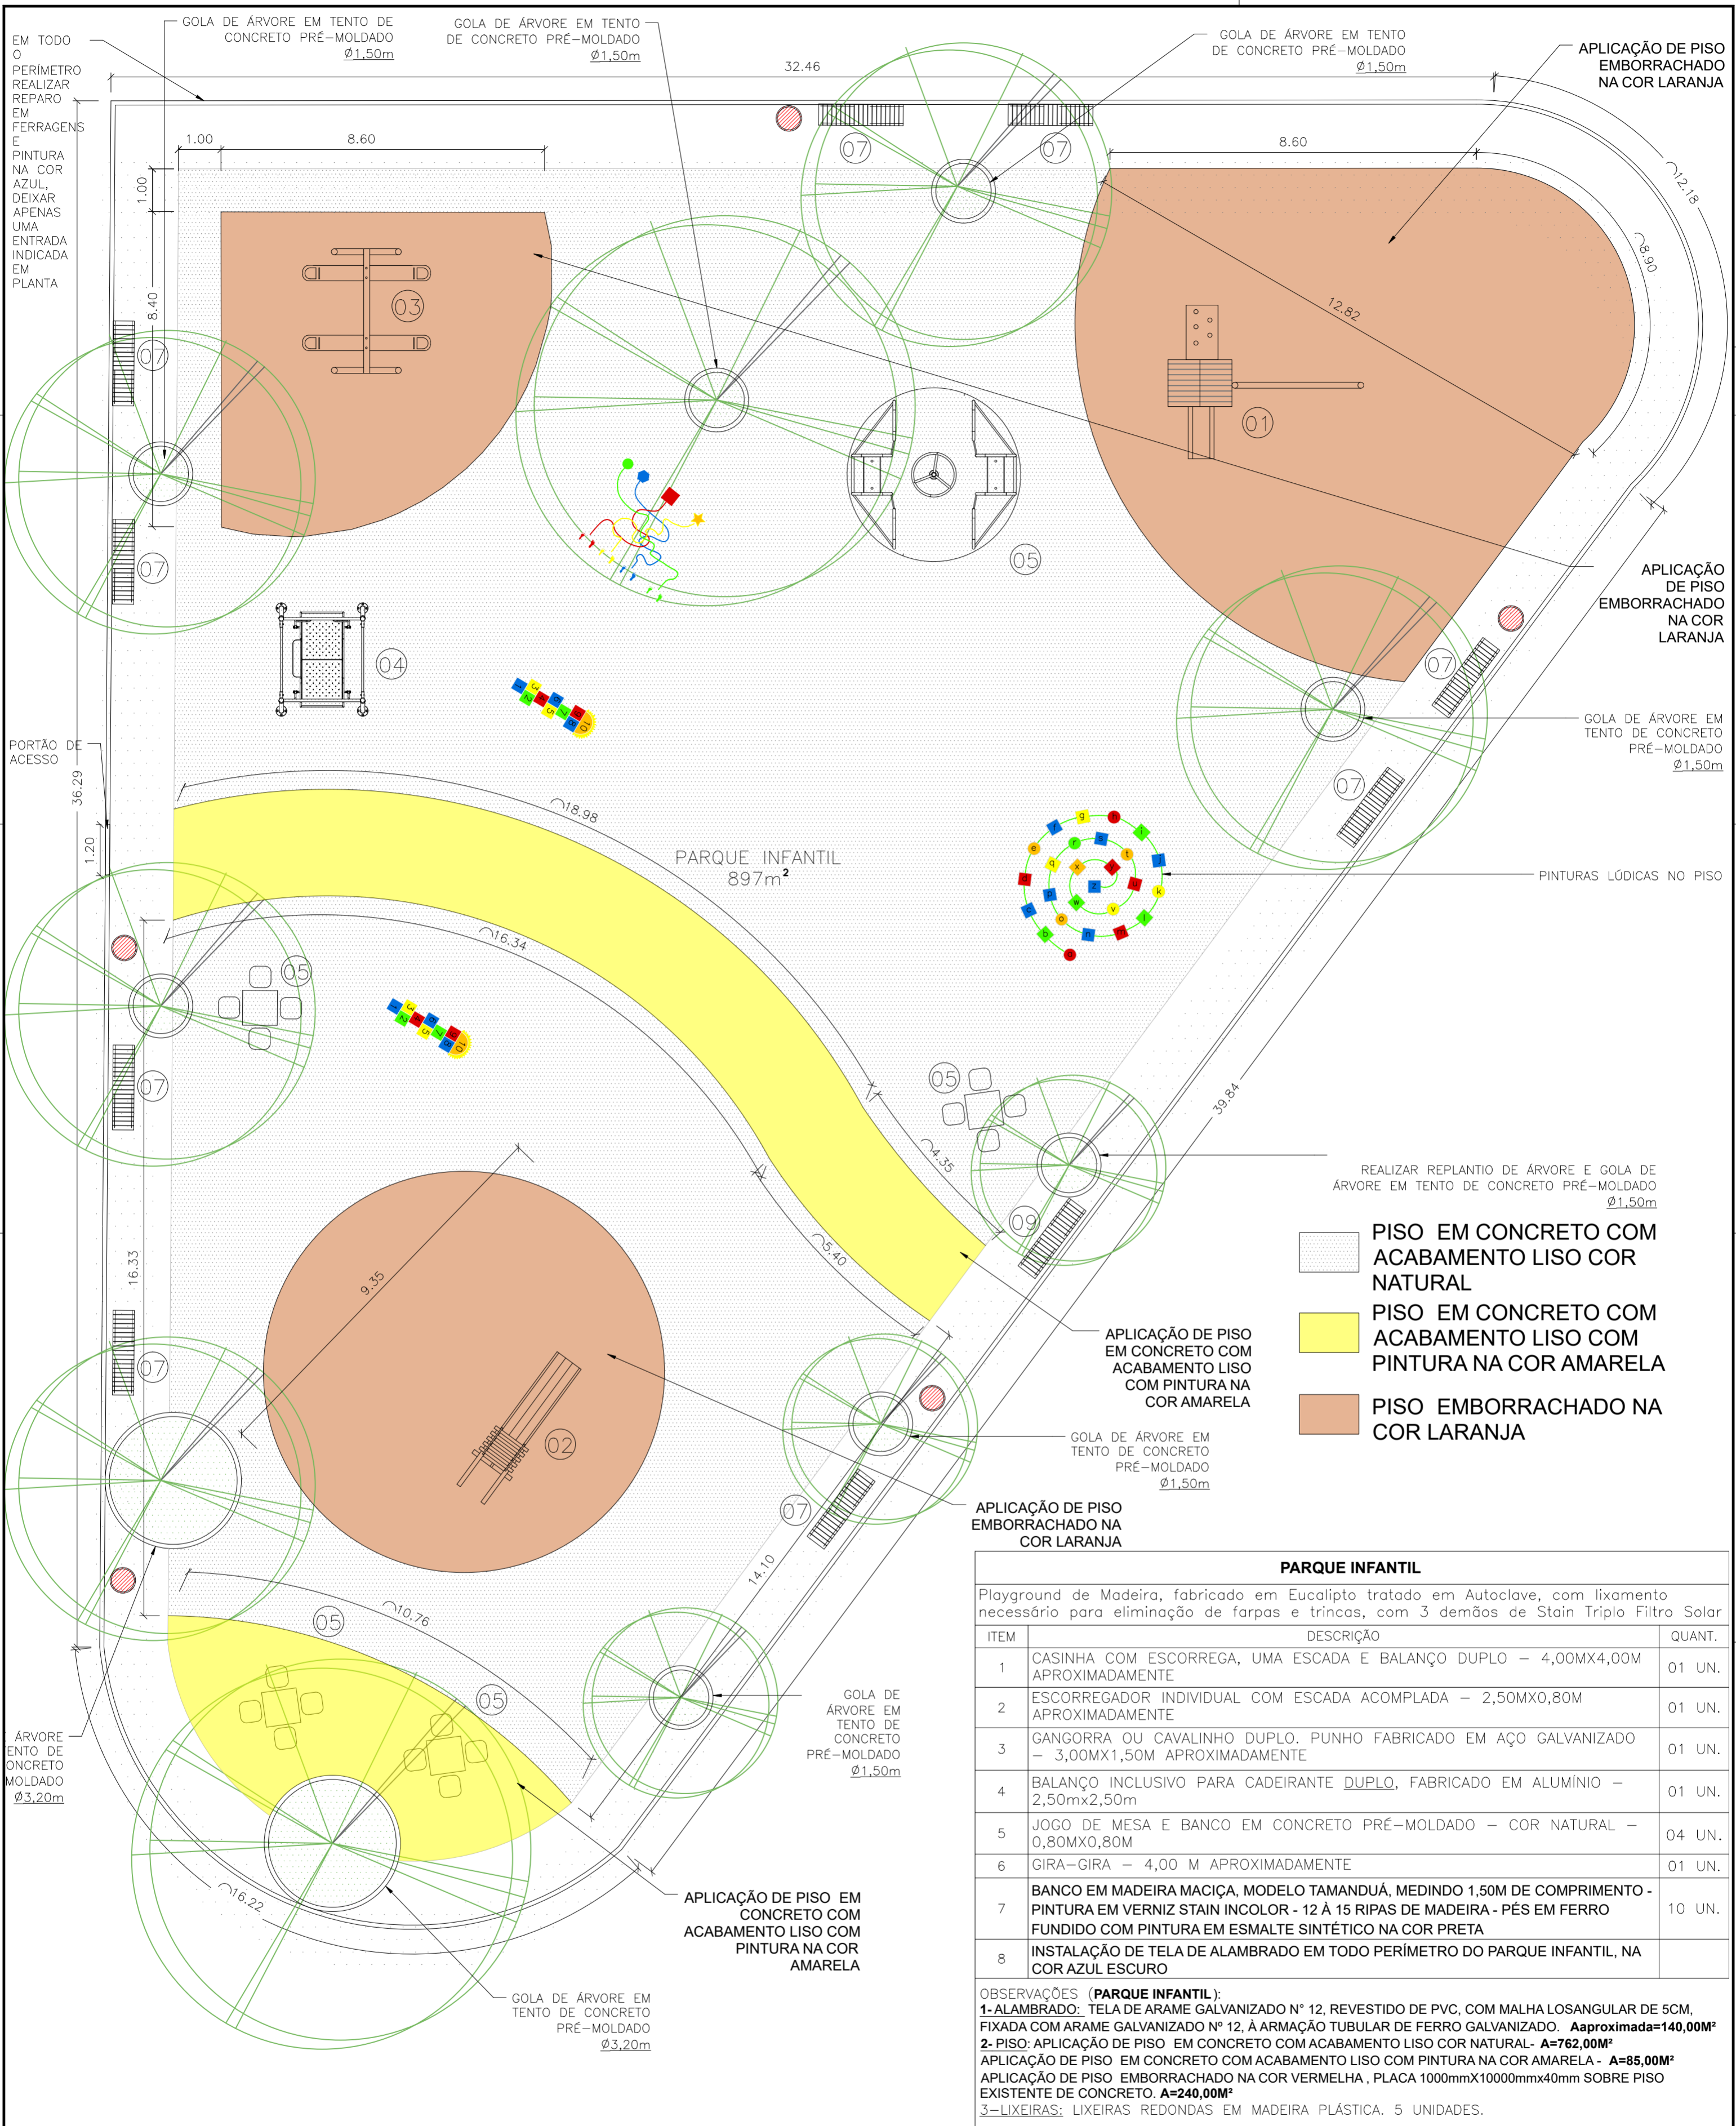 EM TODO
O
PERÍMETRO
REALIZAR
REPARO
EM
FERRAGENS
E
PINTURA
NA COR
AZUL,
DEIXAR
APENAS
UMA
ENTRADA
INDICADA
EM
PLANTA
GOLA DE ÁRVORE EM TENTO DE
CONCRETO PRÉ-MOLDADO
Ø1,50m
GOLA DE ÁRVORE EM TENTO
DE CONCRETO PRÉ-MOLDADO
Ø1,50m
GOLA DE ÁRVORE EM TENTO
DE CONCRETO PRÉ-MOLDADO
Ø1,50m
APLICAÇÃO DE PISO
EMBORRACHADO
NA COR LARANJA
32.46
1.00
8.60
07
07
8.60
12.18
1.00
8.90
12.82
03
8.40
07
01
07
05
APLICAÇÃO
DE PISO
EMBORRACHADO
NA COR
LARANJA
04
07
1 2 3 4 5 6 7 8 9 10
GOLA DE ÁRVORE EM
TENTO DE CONCRETO
PRÉ-MOLDADO
Ø1,50m
PORTÃO DE
ACESSO
36.29
1.20
07
18.98
PARQUE INFANTIL
897m²
a b c d e f g h i j k l m n o p q r s t u v w x y z
PINTURAS LÚDICAS NO PISO
16.34
05
1 2 3 4 5 6 7 8 9 10
07
05
4.35
39.84
09
REALIZAR REPLANTIO DE ÁRVORE E GOLA DE
ÁRVORE EM TENTO DE CONCRETO PRÉ-MOLDADO
Ø1,50m
PISO EM CONCRETO COM
ACABAMENTO LISO COR
NATURAL
PISO EM CONCRETO COM
ACABAMENTO LISO COM
PINTURA NA COR AMARELA
PISO EMBORRACHADO NA
COR LARANJA
16.33
9.35
5.40
07
02
APLICAÇÃO DE PISO
EM CONCRETO COM
ACABAMENTO LISO
COM PINTURA NA
COR AMARELA
GOLA DE ÁRVORE EM
TENTO DE CONCRETO
PRÉ-MOLDADO
Ø1,50m
APLICAÇÃO DE PISO
EMBORRACHADO NA
COR LARANJA
07
14.10
10.76
05
05
GOLA DE
ÁRVORE EM
TENTO DE
CONCRETO
PRÉ-MOLDADO
Ø1,50m
ÁRVORE
ENTO DE
ONCRETO
MOLDADO
Ø3,20m
16.22
APLICAÇÃO DE PISO EM
CONCRETO COM
ACABAMENTO LISO COM
PINTURA NA COR
AMARELA
GOLA DE ÁRVORE EM
TENTO DE CONCRETO
PRÉ-MOLDADO
Ø3,20m
PARQUE INFANTIL
Playground de Madeira, fabricado em Eucalipto tratado em Autoclave, com lixamento
necessário para eliminação de farpas e trincas, com 3 demãos de Stain Triplo Filtro Solar
ITEM DESCRIÇÃO QUANT.
1 CASINHA COM ESCORREGA, UMA ESCADA E BALANÇO DUPLO – 4,00MX4,00M
APROXIMADAMENTE 01 UN.
2 ESCORREGADOR INDIVIDUAL COM ESCADA ACOMPLADA – 2,50MX0,80M
APROXIMADAMENTE 01 UN.
3 GANGORRA OU CAVALINHO DUPLO. PUNHO FABRICADO EM AÇO GALVANIZADO
– 3,00MX1,50M APROXIMADAMENTE 01 UN.
4 BALANÇO INCLUSIVO PARA CADEIRANTE DUPLO, FABRICADO EM ALUMÍNIO –
2,50mx2,50m 01 UN.
5 JOGO DE MESA E BANCO EM CONCRETO PRÉ-MOLDADO – COR NATURAL –
0,80MX0,80M 04 UN.
6 GIRA-GIRA – 4,00 M APROXIMADAMENTE 01 UN.
7 BANCO EM MADEIRA MACIÇA, MODELO TAMANDUÁ, MEDINDO 1,50M DE COMPRIMENTO -
PINTURA EM VERNIZ STAIN INCOLOR - 12 À 15 RIPAS DE MADEIRA - PÉS EM FERRO
FUNDIDO COM PINTURA EM ESMALTE SINTÉTICO NA COR PRETA 10 UN.
8 INSTALAÇÃO DE TELA DE ALAMBRADO EM TODO PERÍMETRO DO PARQUE INFANTIL, NA
COR AZUL ESCURO
OBSERVAÇÕES (PARQUE INFANTIL):
1- ALAMBRADO: TELA DE ARAME GALVANIZADO N° 12, REVESTIDO DE PVC, COM MALHA LOSANGULAR DE 5CM,
FIXADA COM ARAME GALVANIZADO Nº 12, À ARMAÇÃO TUBULAR DE FERRO GALVANIZADO. Aaproximada=140,00M²
2- PISO: APLICAÇÃO DE PISO EM CONCRETO COM ACABAMENTO LISO COR NATURAL- A=762,00M²
APLICAÇÃO DE PISO EM CONCRETO COM ACABAMENTO LISO COM PINTURA NA COR AMARELA - A=85,00M²
APLICAÇÃO DE PISO EMBORRACHADO NA COR VERMELHA , PLACA 1000mmX10000mmx40mm SOBRE PISO
EXISTENTE DE CONCRETO. A=240,00M²
3-LIXEIRAS: LIXEIRAS REDONDAS EM MADEIRA PLÁSTICA. 5 UNIDADES.